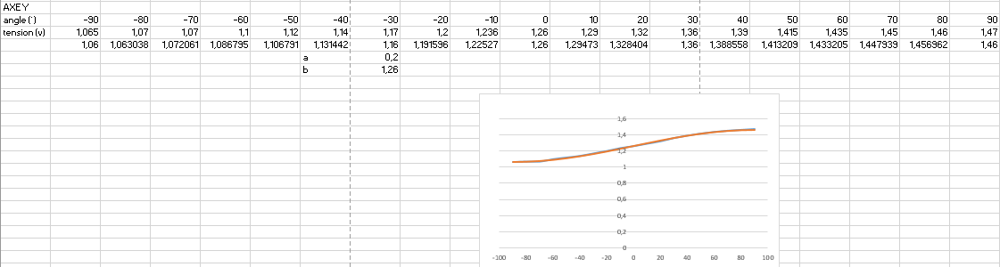 AXEY
angle (°) -90 -80 -70 -60 -50 -40 -30 -20 -10 0 10 20 30 40 50 60 70 80 90
tension (v) 1,065 1,07 1,07 1,1 1,12 1,14 1,17 1,2 1,236 1,26 1,29 1,32 1,36 1,39 1,415 1,435 1,45 1,46 1,47
1,06 1,063038 1,072061 1,086795 1,106791 1,131442 1,16 1,191596 1,22527 1,26 1,29473 1,328404 1,36 1,388558 1,413209 1,433205 1,447939 1,456962 1,46
a 0,2
b 1,26
1,6
1,4
1,2
1
0,8
0,6
0,4
0,2
0
-100 -80 -60 -40 -20 0 20 40 60 80 100